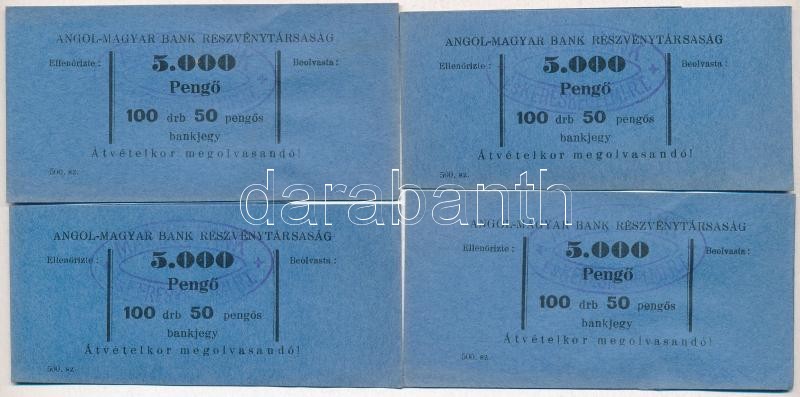 ANGOL-MAGYAR BANK RÉSZVÉNYTÁRSASÁG
Ellenőrizte :
5.000
Beolvasta :
Pengő
100 drb 50 pengős
bankjegy
Átvételkor megolvasandó!
500. sz.
ANGOL-MAGYAR BANK RÉSZVÉNYTÁRSASÁG
Ellenőrizte :
5.000
Beolvasta :
Pengő
100 drb 50 pengős
bankjegy
Átvételkor megolvasandó!
500. sz.
darabanth
ANGOL-MAGYAR BANK RÉSZVÉNYTÁRSASÁG
Ellenőrizte :
5.000
Beolvasta :
Pengő
100 drb 50 pengős
bankjegy
Átvételkor megolvasandó!
500. sz.
ANGOL-MAGYAR BANK RÉSZVÉNYTÁRSASÁG
Ellenőrizte :
5.000
Beolvasta :
Pengő
100 drb 50 pengős
bankjegy
Átvételkor megolvasandó!
500. sz.